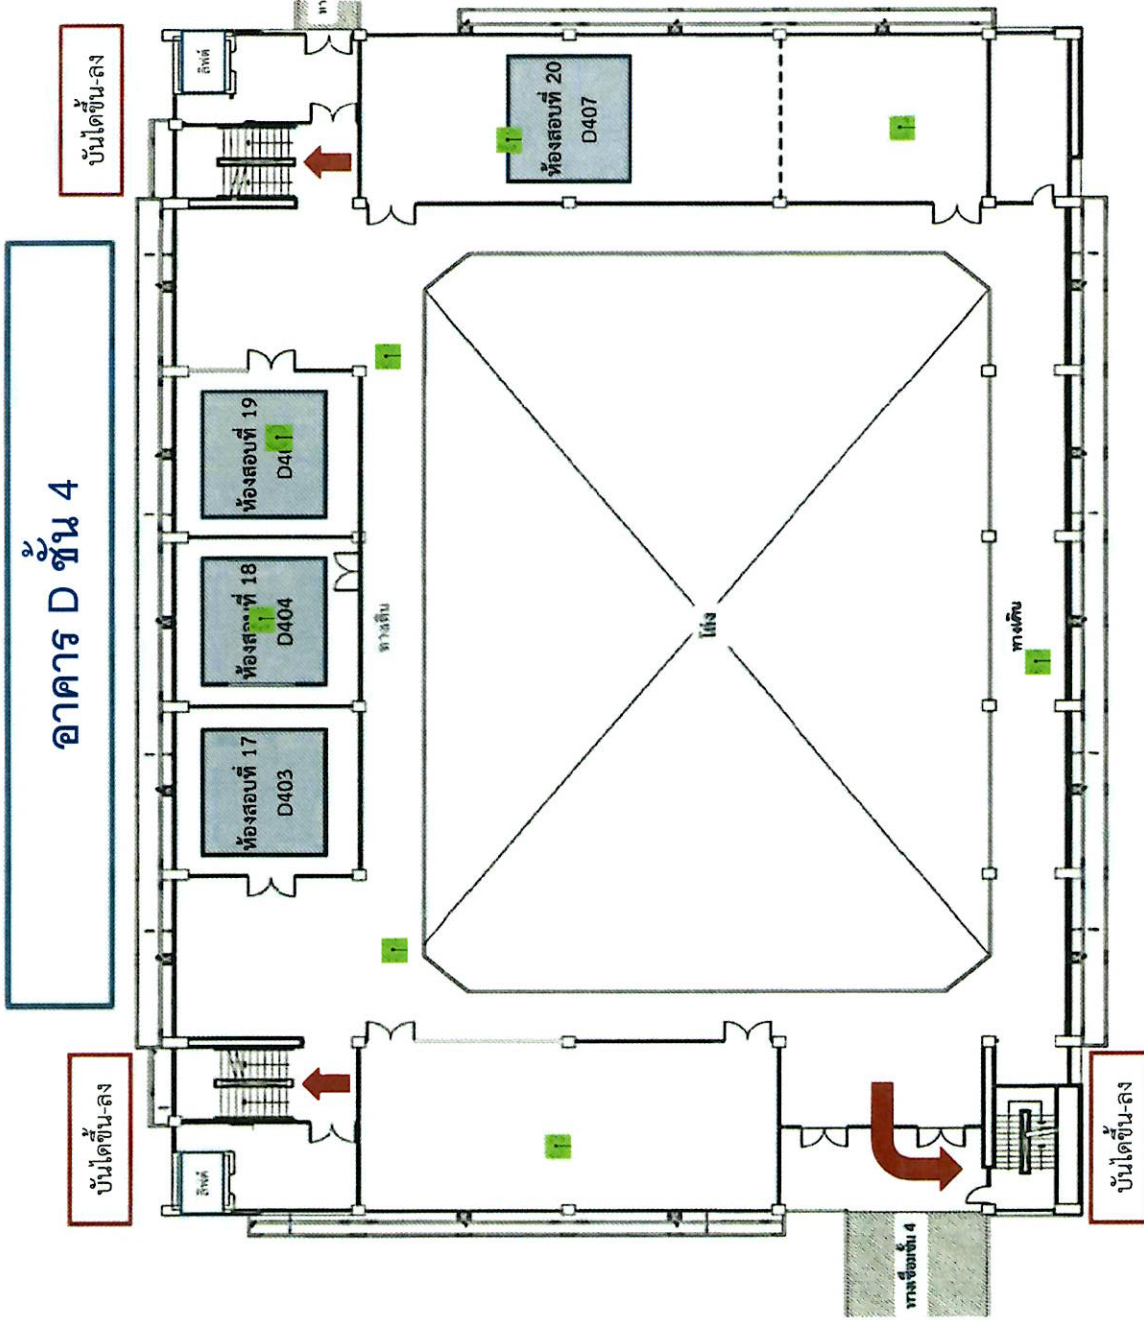 อาคาร D ชั้น 4
บันไดขึ้น-ลง
บันไดขึ้น-ลง
ลิฟต์
ลิฟต์
ห้องสอบที่ 17
D403
ห้องสอบที่ 18
D404
ห้องสอบที่ 19
ห้องสอบที่ 20
D407
ทางเดิน
โถง
ทางเดิน
ทางเชื่อมชั้น 4
บันไดขึ้น-ลง